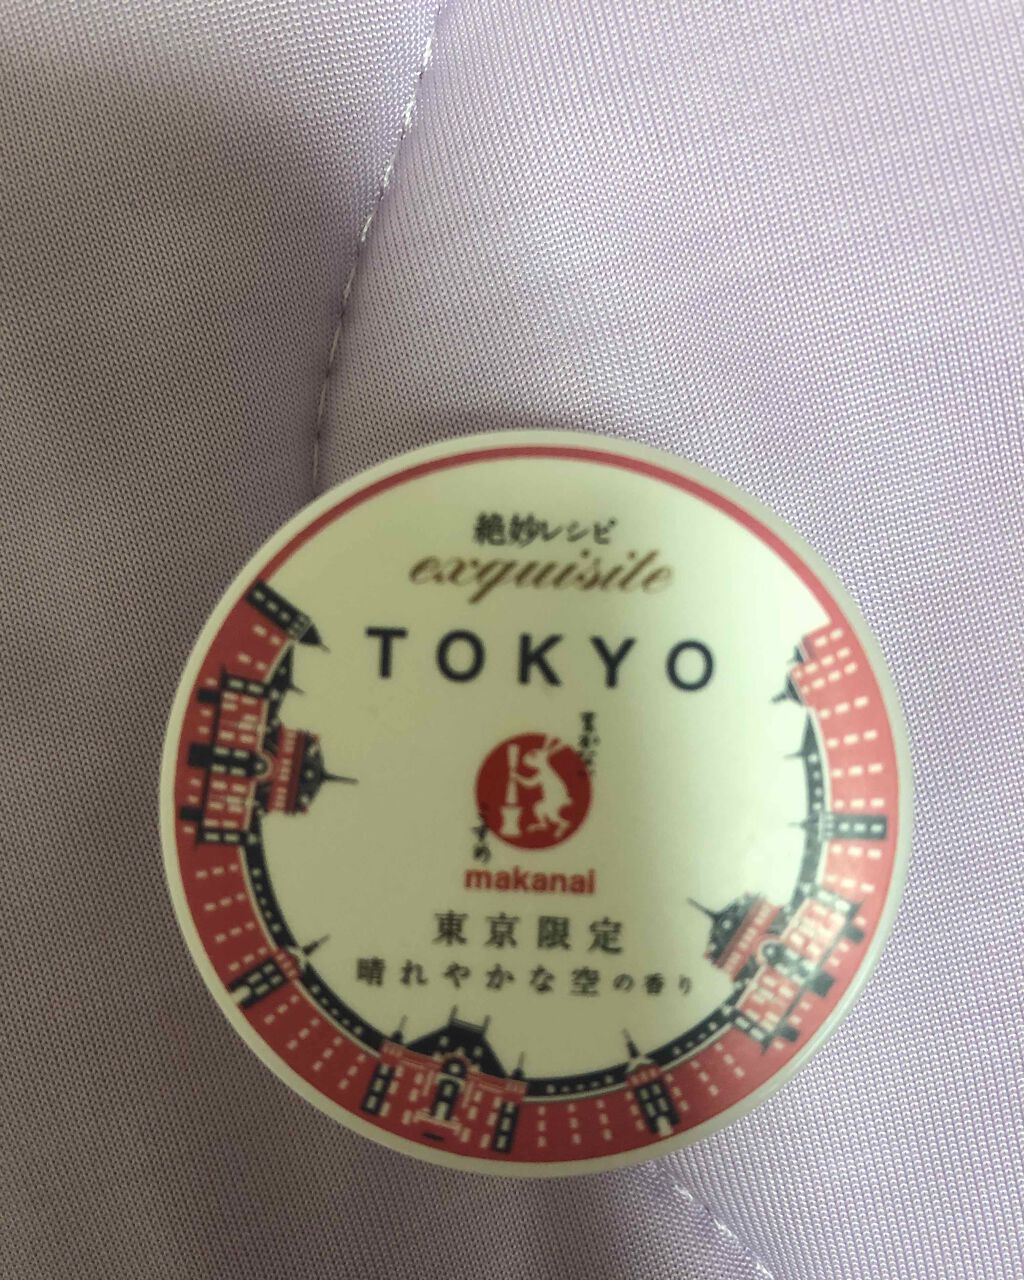 絶妙レシピ
exquisite
TOKYO
まかない
こすめ
makanai
東京限定
晴れやかな空の香り